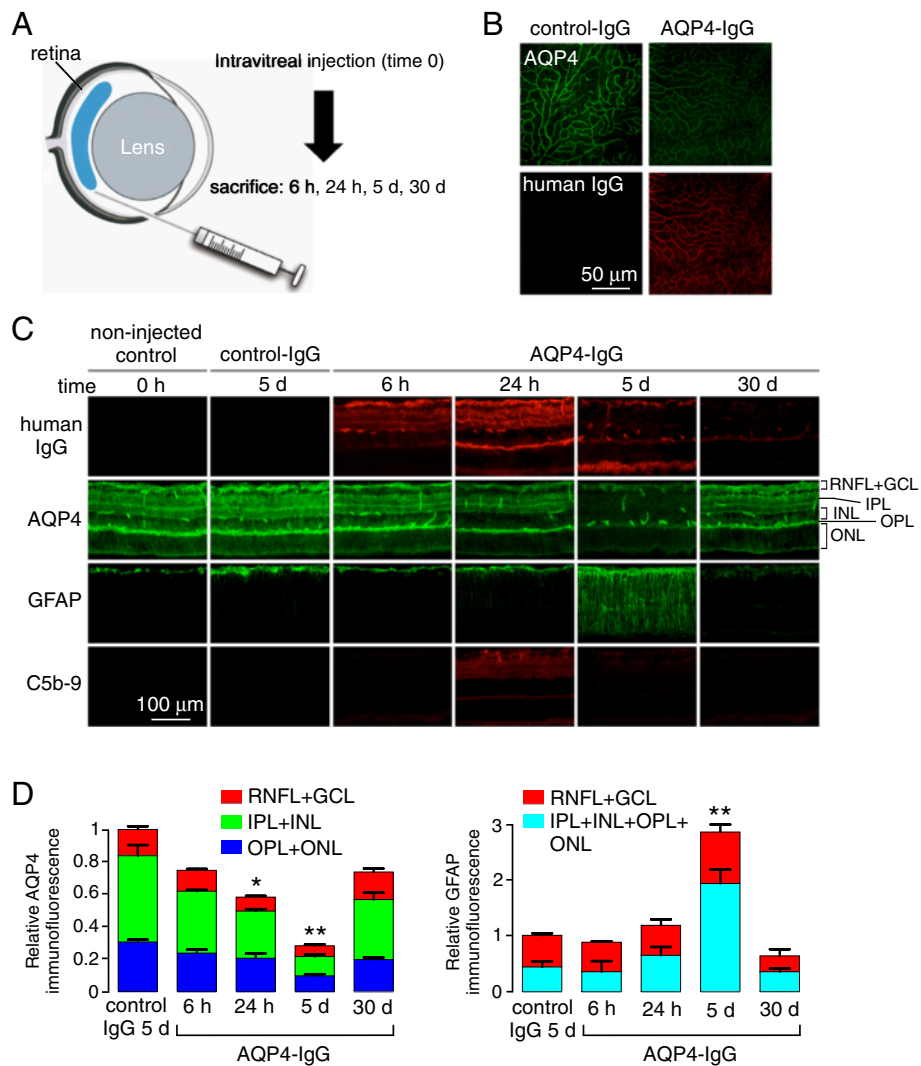 A
retina
Intravitreal injection (time 0)
Lens
s
sacrifice: 6 h, 24 h, 5 d, 30 d
B
control-IgG AQP4-IgG
AQP4
human IgG
50 μm
C
non-injected
control
control-IgG
AQP4-IgG
time 0 h 5 d 6 h 24 h 5 d 30 d
human
IgG
AQP4
RNFL+GCL
IPL
INL
OPL
ONL
GFAP
C5b-9
100 μm
D
RNFL+GCL
IPL+INL
OPL+ONL
Relative AQP4
immunofluorescence
1
0.8
0.6
0.4
0.2
0
*
**
control
IgG 5 d
6 h 24 h 5 d 30 d
AQP4-IgG
RNFL+GCL
IPL+INL+OPL+
ONL
Relative GFAP
immunofluorescence
3
2
1
0
**
control
IgG 5 d
6 h 24 h 5 d 30 d
AQP4-IgG